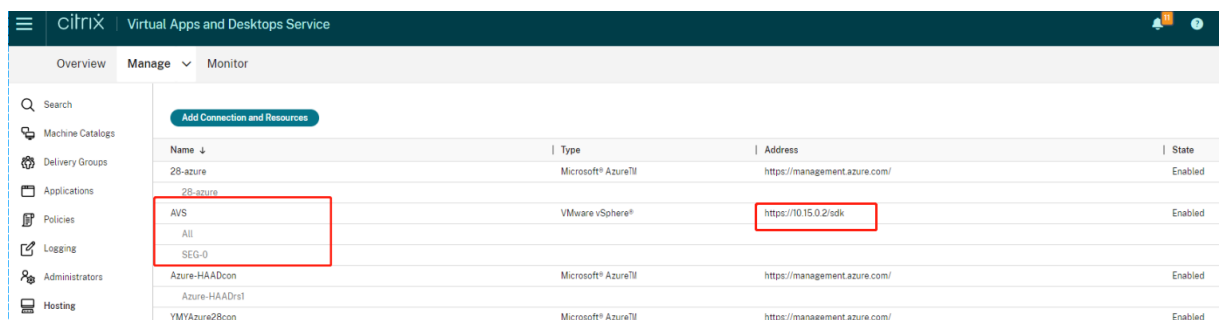 citrix | Virtual Apps and Desktops Service 11 ?
Overview Manage Monitor
Search
Add Connection and Resources
Machine Catalogs
Name ↓ | Type | Address | State
Delivery Groups
28-azure Microsoft® Azure™ https://management.azure.com/ Enabled
Applications
28-azure
Policies
AVS VMware vSphere® https://10.15.0.2/sdk Enabled
All
Logging
SEG-0
Administrators
Azure-HAADcon Microsoft® Azure™ https://management.azure.com/ Enabled
Azure-HAADrs1
Hosting
YMYAzure28con Microsoft® Azure™ https://management.azure.com/ Enabled